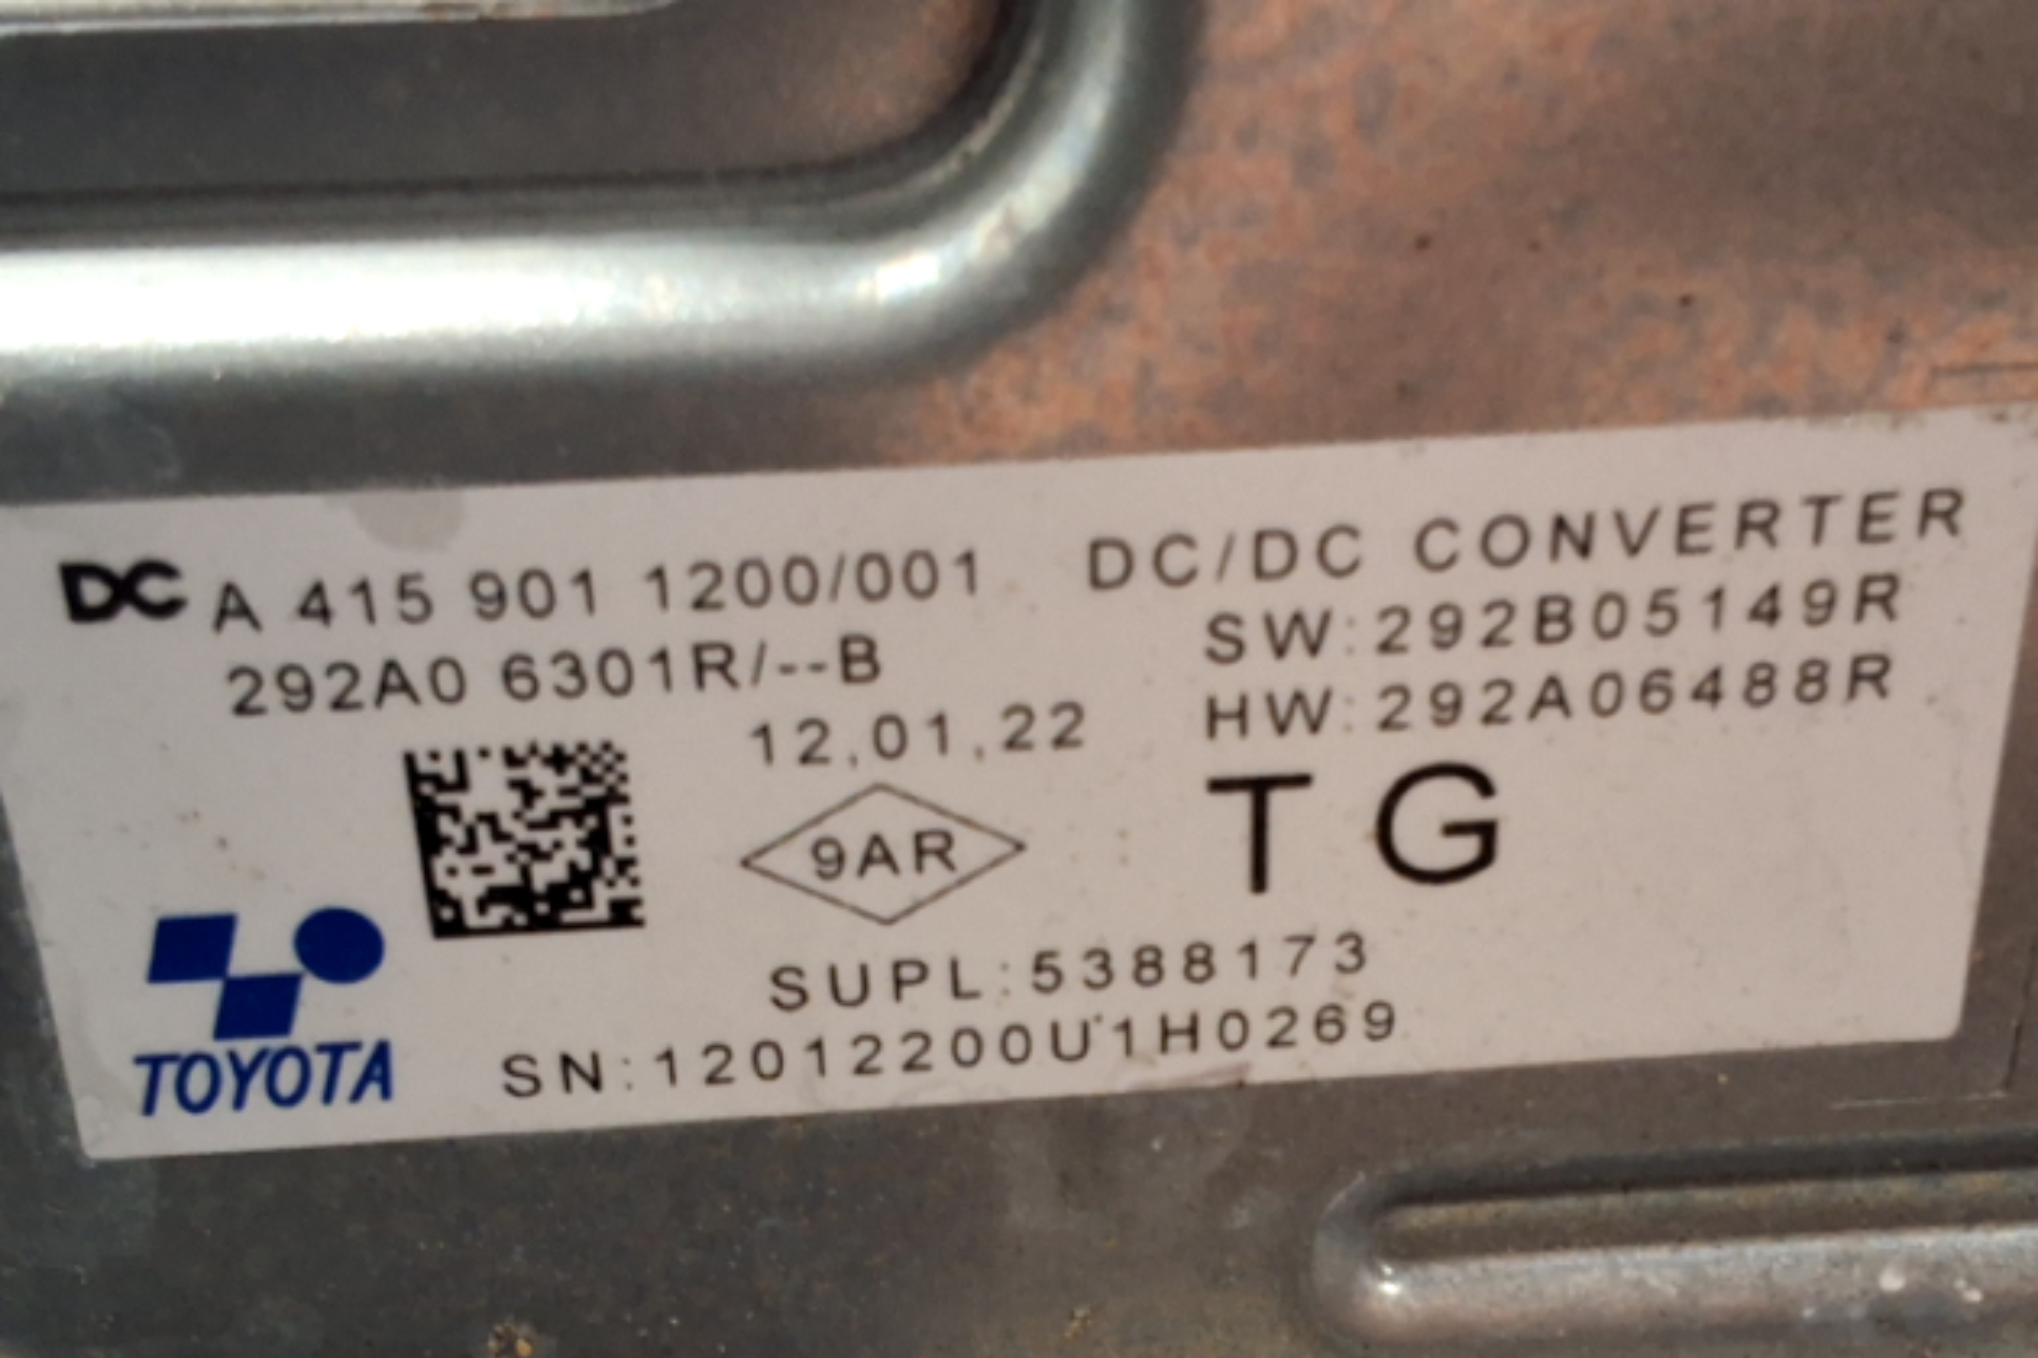 DC A 415 901 1200/001 DC/DC CONVERTER
292A0 6301R/--B SW:292B05149R
12.01.22 HW:292A06488R
9AR TG
SUPL:5388173
TOYOTA SN:12012200U1H0269